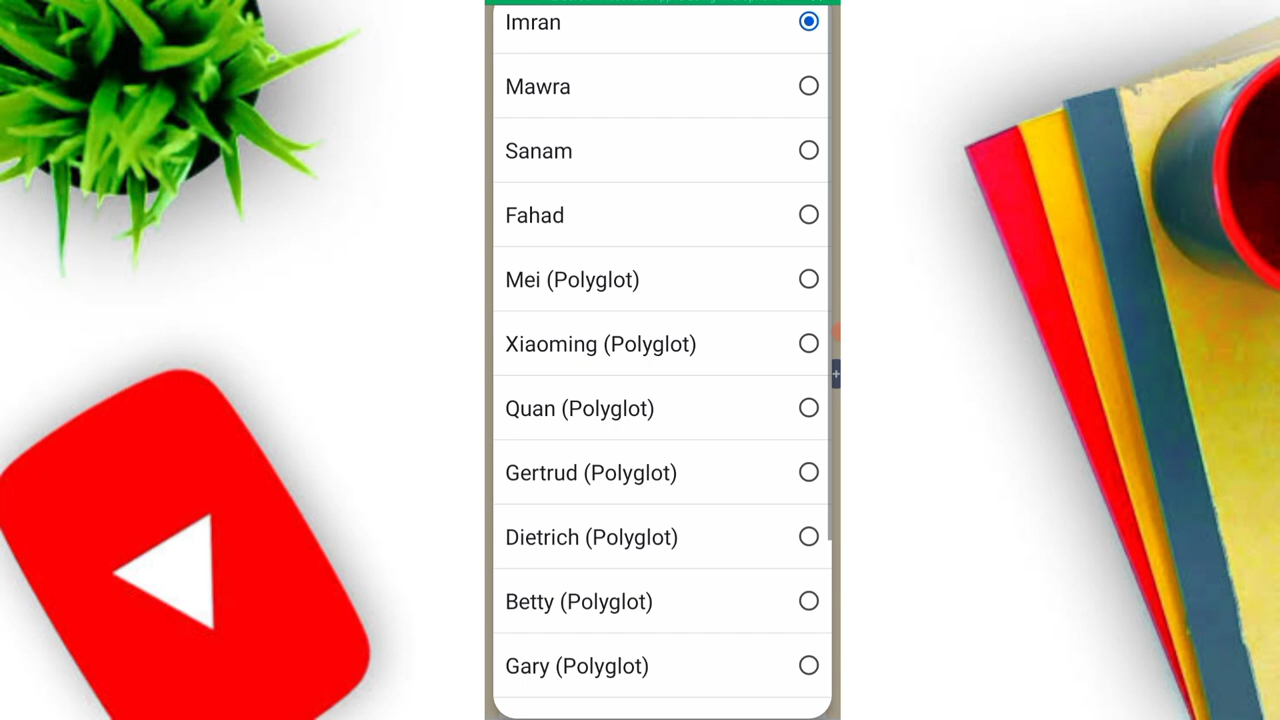 Imran
Mawra
Sanam
Fahad
Mei (Polyglot)
Xiaoming (Polyglot)
Quan (Polyglot)
Gertrud (Polyglot)
Dietrich (Polyglot)
Betty (Polyglot)
Gary (Polyglot)